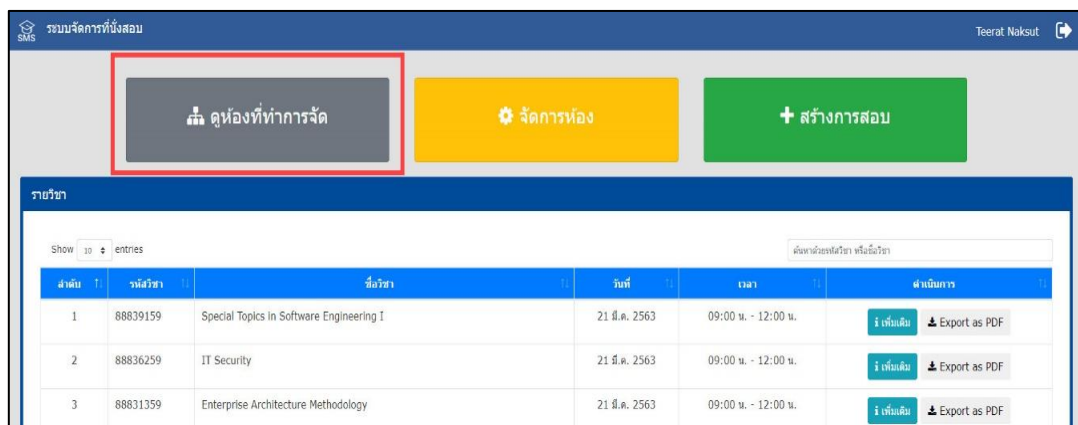 SMS ระบบจัดการที่นั่งสอบ Teerat Naksut
ดูห้องที่ทำการจัด จัดการห้อง + สร้างการสอบ
รายวิชา
Show 10 entries ค้นหาด้วยรหัสวิชา หรือชื่อวิชา
ลำดับ รหัสวิชา ชื่อวิชา วันที่ เวลา ดำเนินการ
1 88839159 Special Topics in Software Engineering I 21 มี.ค. 2563 09:00 น. - 12:00 น. i เพิ่มเติม Export as PDF
2 88836259 IT Security 21 มี.ค. 2563 09:00 น. - 12:00 น. i เพิ่มเติม Export as PDF
3 88831359 Enterprise Architecture Methodology 21 มี.ค. 2563 09:00 น. - 12:00 น. i เพิ่มเติม Export as PDF